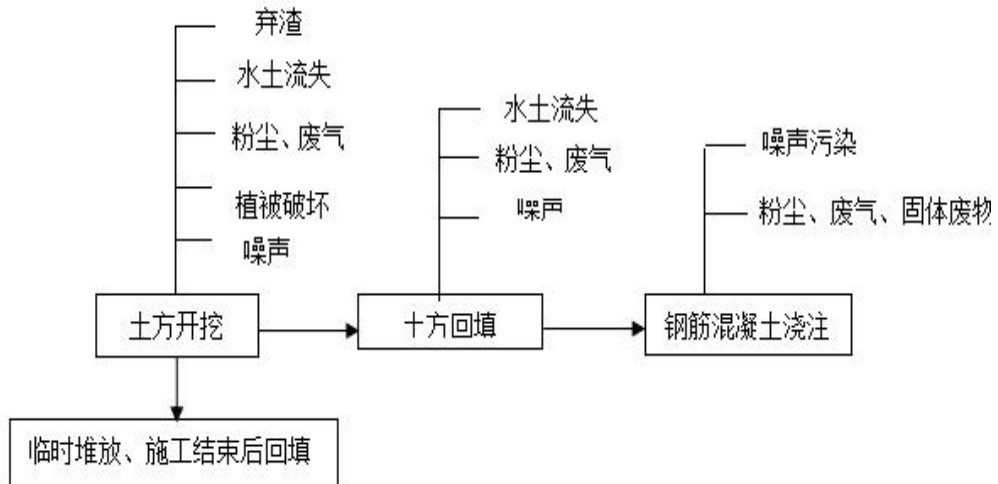 弃渣
水土流失
粉尘、废气
植被破坏
噪声
水土流失
粉尘、废气
噪声
噪声污染
粉尘、废气、固体废物
土方开挖
十方回填
钢筋混凝土浇注
临时堆放、施工结束后回填